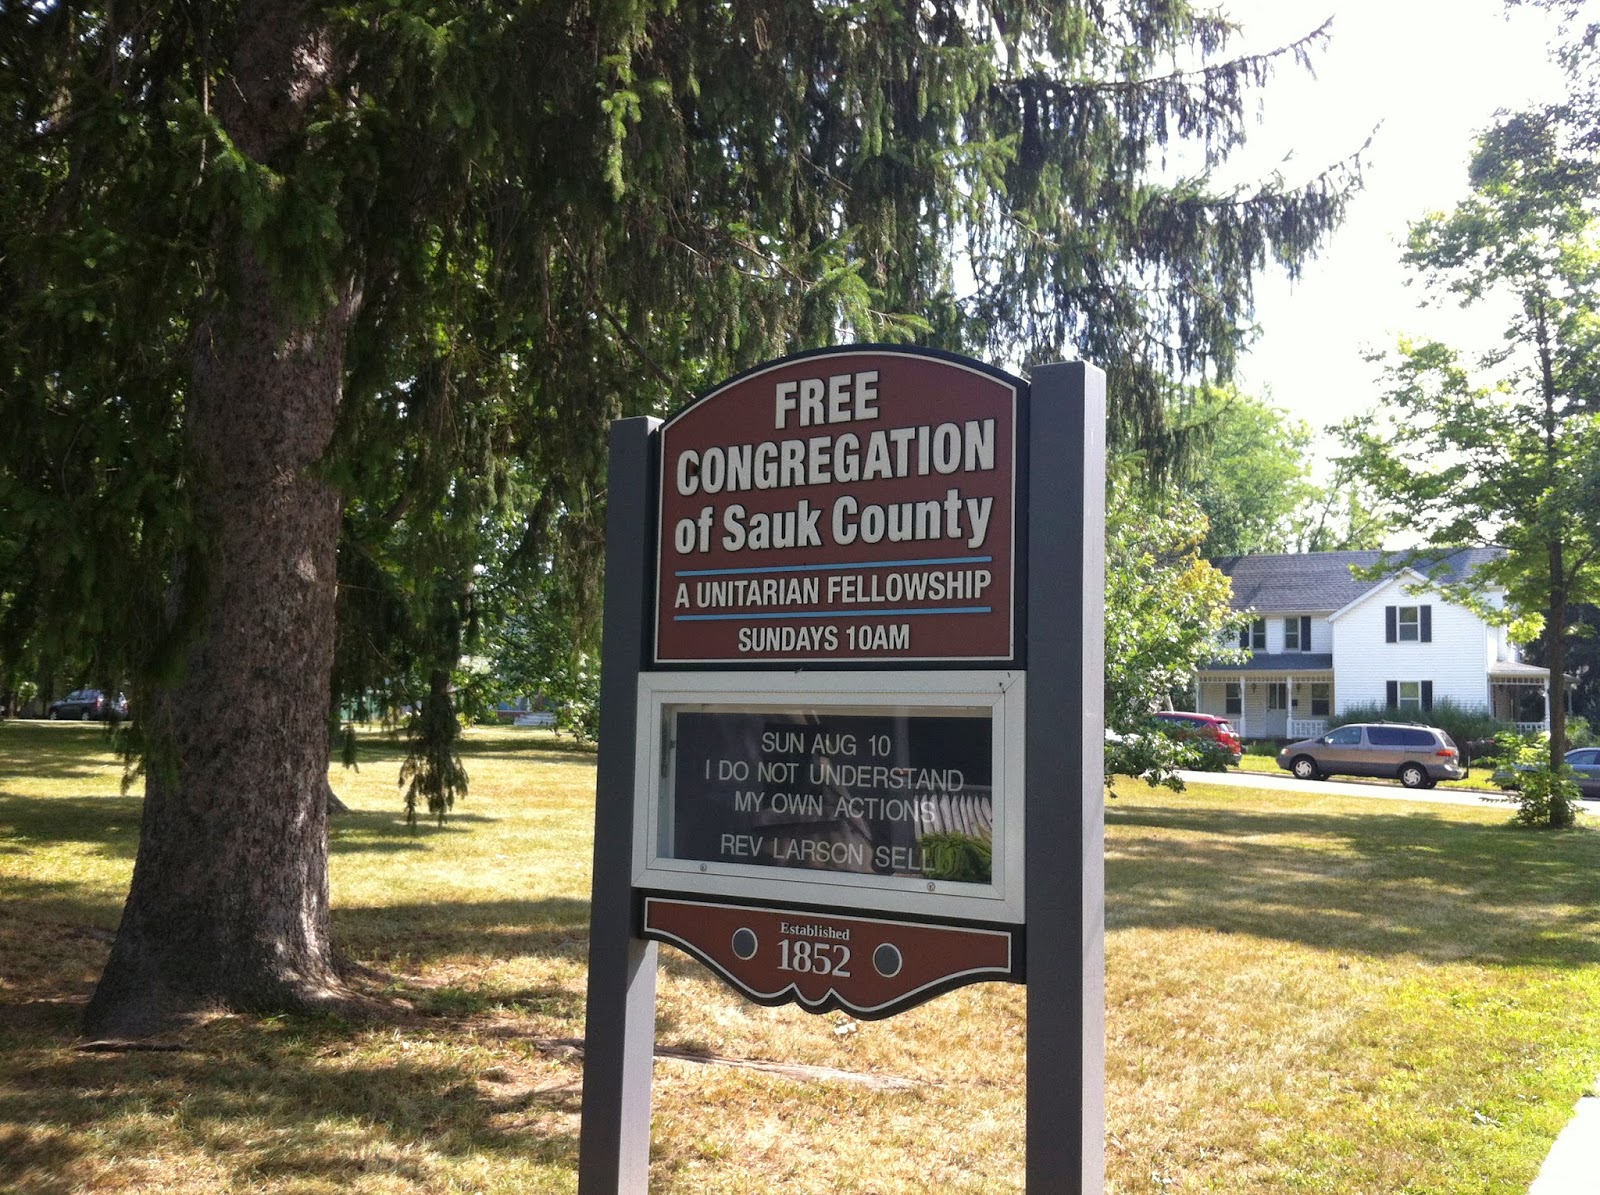 FREE
CONGREGATION
of Sauk County
A UNITARIAN FELLOWSHIP
SUNDAYS 10AM
SUN AUG 10
I DO NOT UNDERSTAND
MY OWN ACTIONS
REV LARSON SELL
Established
1852